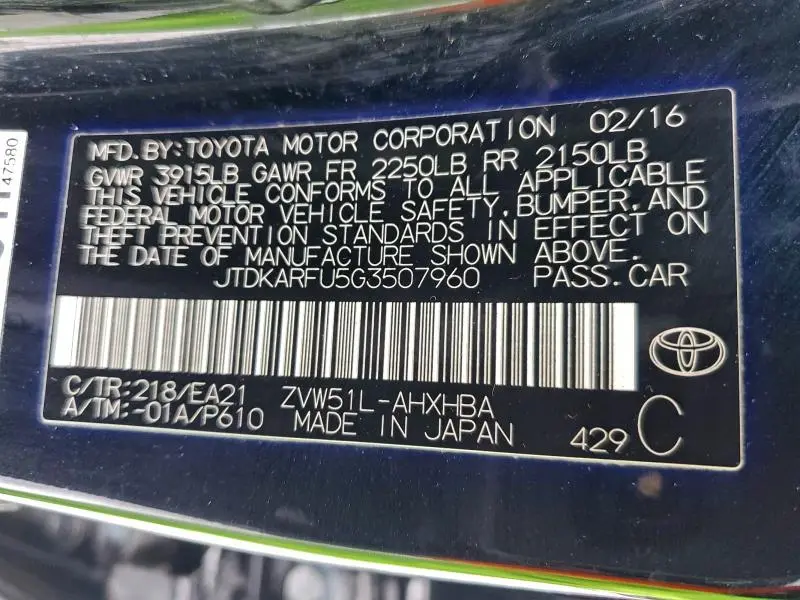 MFD.BY:TOYOTA MOTOR CORPORATION 02/16
GVWR 3915LB GAWR FR 2250LB RR 2150LB
THIS VEHICLE CONFORMS TO ALL APPLICABLE
FEDERAL MOTOR VEHICLE SAFETY, BUMPER, AND
THEFT PREVENTION STANDARDS IN EFFECT ON
THE DATE OF MANUFACTURE SHOWN ABOVE.
JTDKARFU5G3507960 PASS.CAR
C/TR:218/EA21 ZVW51L-AHXHBA
A/TM:-01A/P610 MADE IN JAPAN 429 C
47580